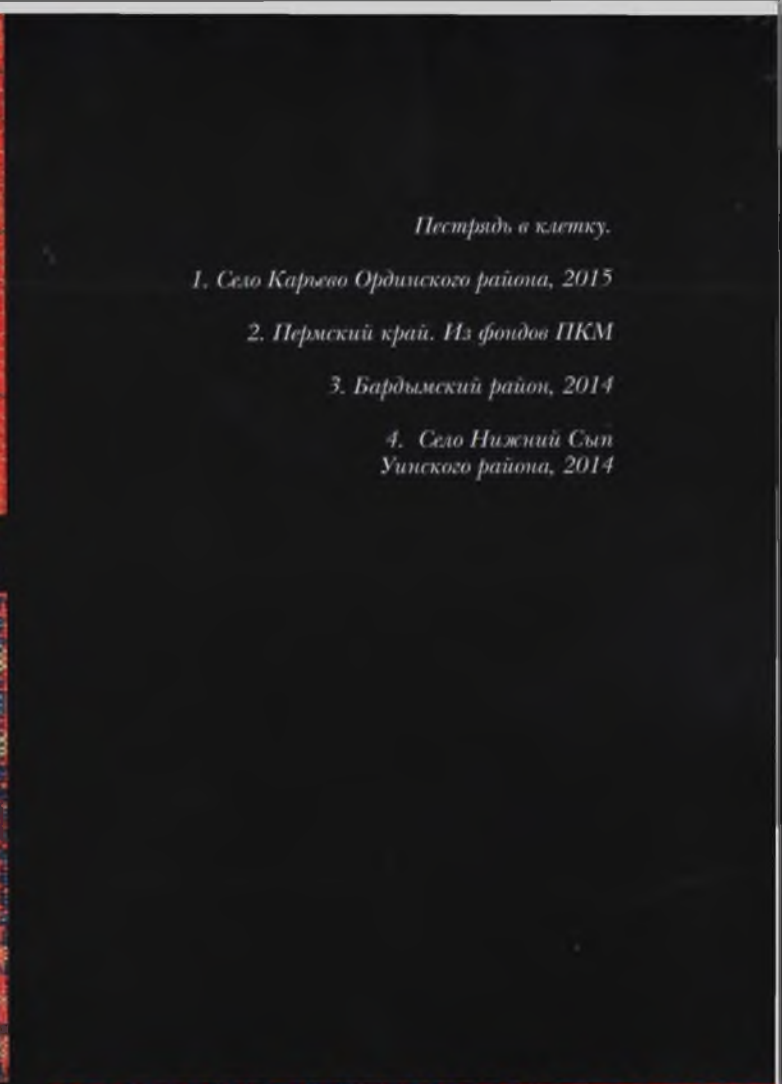 Пестрядь в клетку.
1. Село Карьево Ординского района, 2015
2. Пермский край. Из фондов ПКМ
3. Бардымский район, 2014
4. Село Нижний Сып
Уинского района, 2014